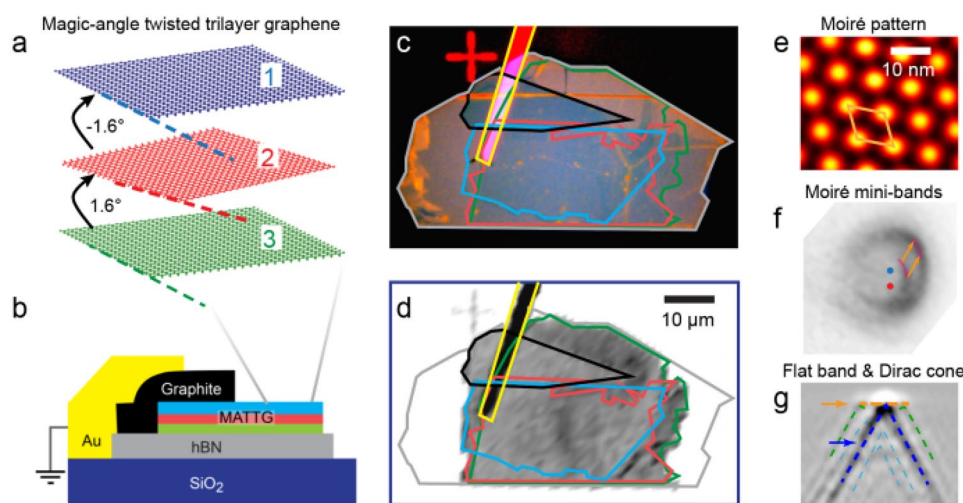 Magic-angle twisted trilayer graphene
a
1
-1.6°
2
1.6°
3
b
Graphite
MATTG
Au
hBN
SiO2
c
d
10 µm
Moiré pattern
e
10 nm
Moiré mini-bands
f
Flat band & Dirac cone
g